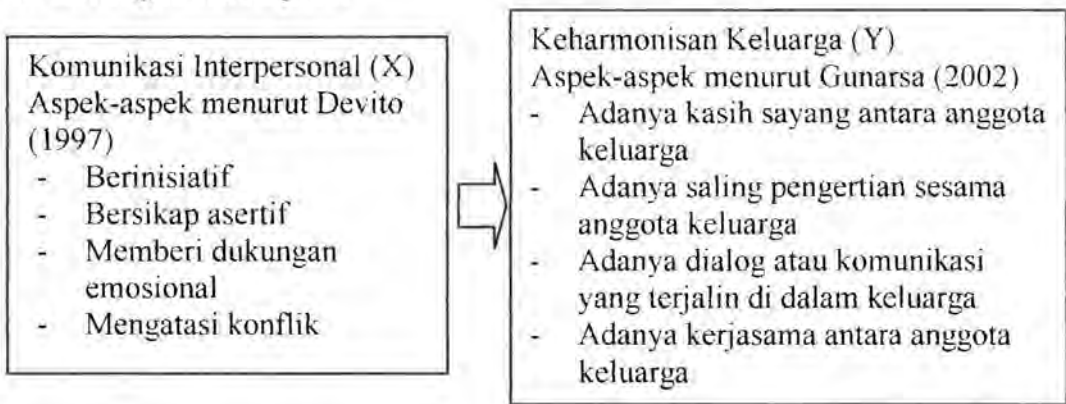 Komunikasi Interpersonal (X)
Aspek-aspek menurut Devito
(1997)
- Berinisiatif
- Bersikap asertif
- Memberi dukungan
emosional
- Mengatasi konflik
Keharmonisan Keluarga (Y)
Aspek-aspek menurut Gunarsa (2002)
- Adanya kasih sayang antara anggota
keluarga
- Adanya saling pengertian sesama
anggota keluarga
- Adanya dialog atau komunikasi
yang terjalin di dalam keluarga
- Adanya kerjasama antara anggota
keluarga